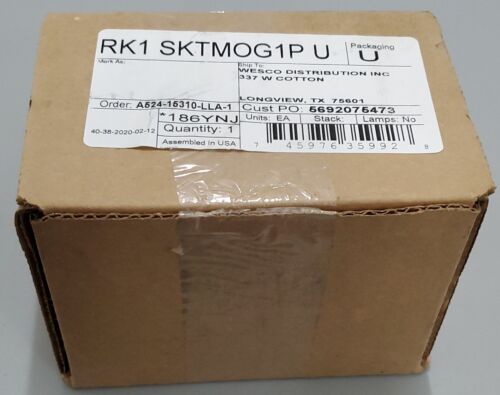 RK1 SKTMOG1P U
Packaging
U
Mark As:
Ship To:
WESCO DISTRIBUTION INC
337 W COTTON
LONGVIEW, TX 75601
Order: A524-15310-LLA-1
Cust PO: 5692075473
*186YNJ
Units: EA
Stack:
Lamps: No
40-38-2020-02-12
Quantity: 1
7 45976 35992 8
Assembled in USA